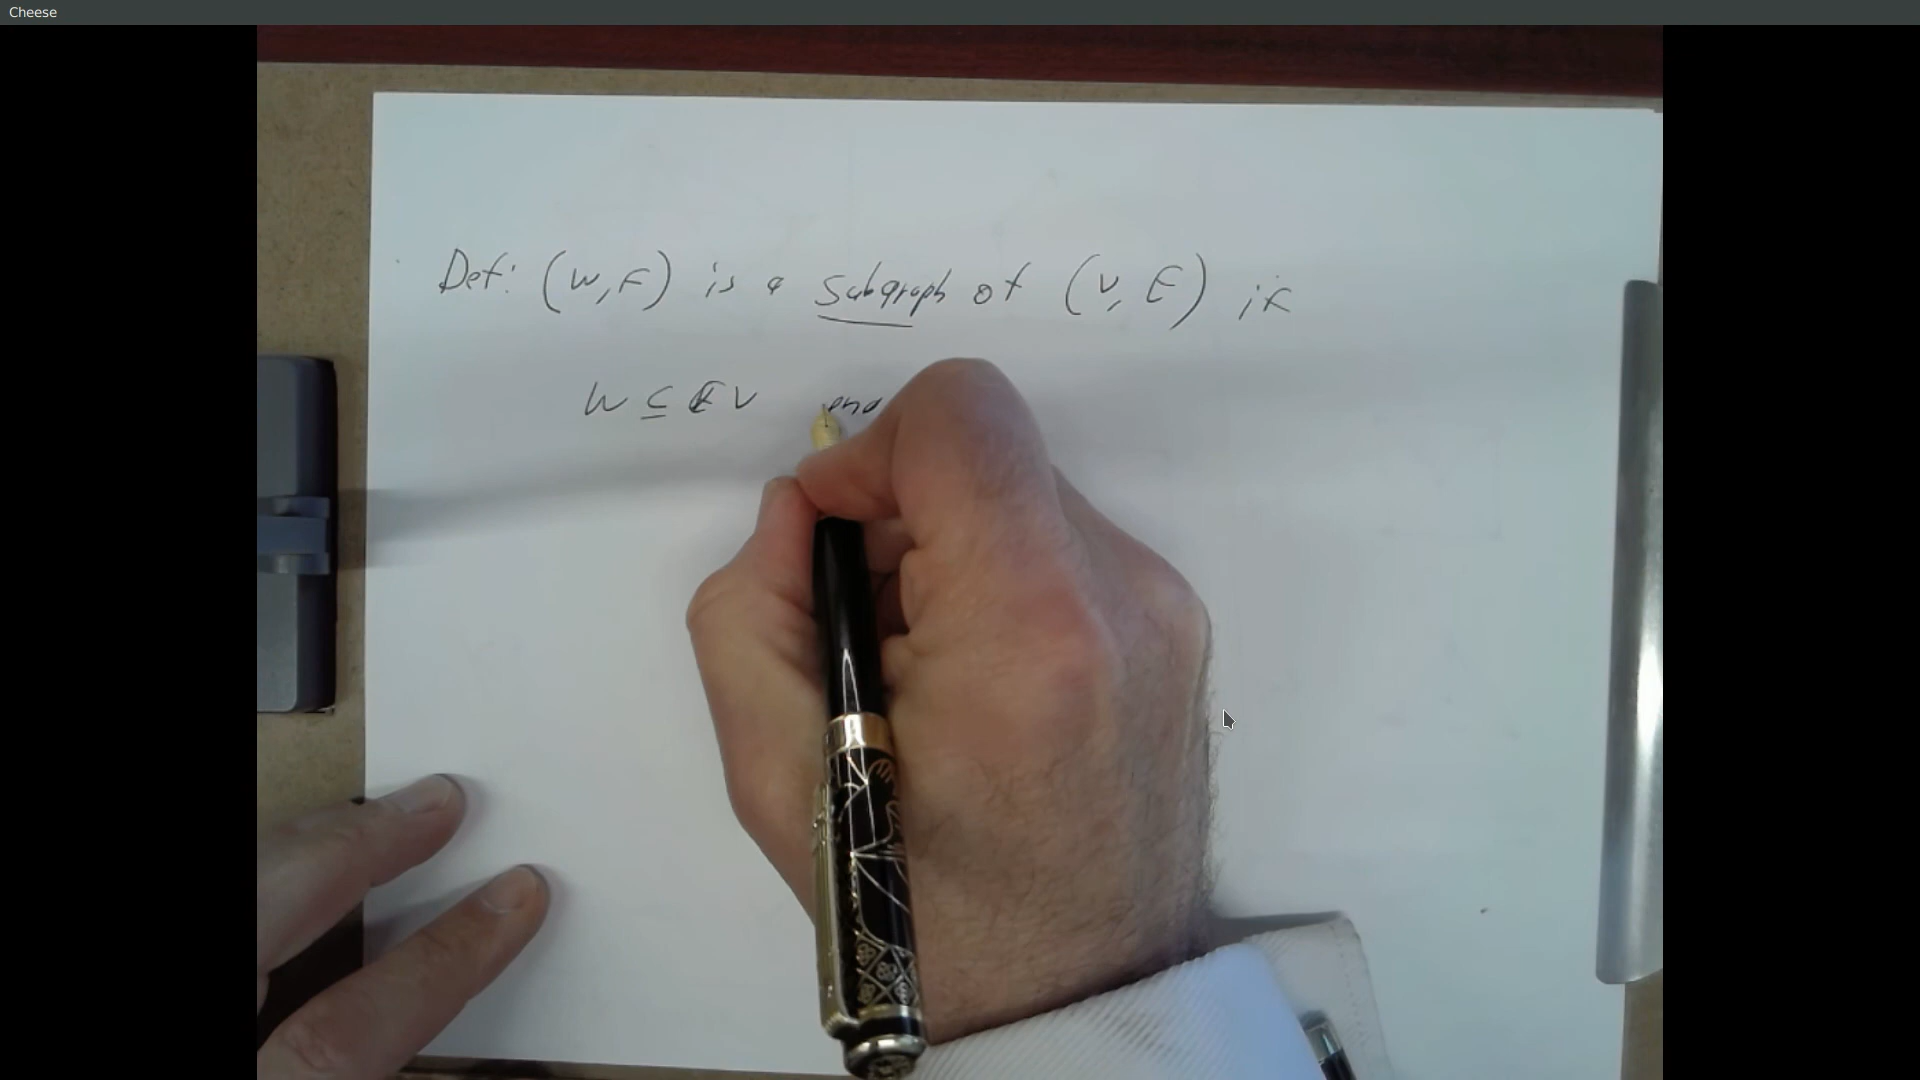 Cheese
Def: (W, F) is a subgraph of (V, E) if
W ⊆ V and